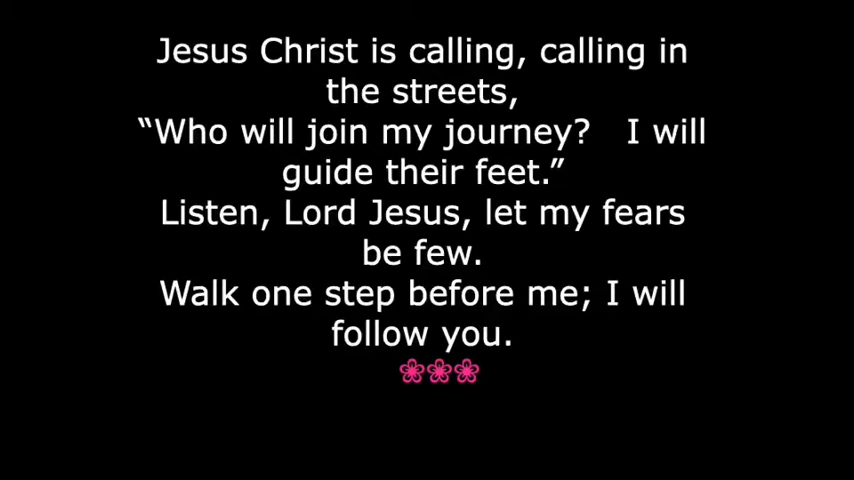 Jesus Christ is calling, calling in
the streets,
“Who will join my journey?   I will
guide their feet.”
Listen, Lord Jesus, let my fears
be few.
Walk one step before me; I will
follow you.
❀❀❀